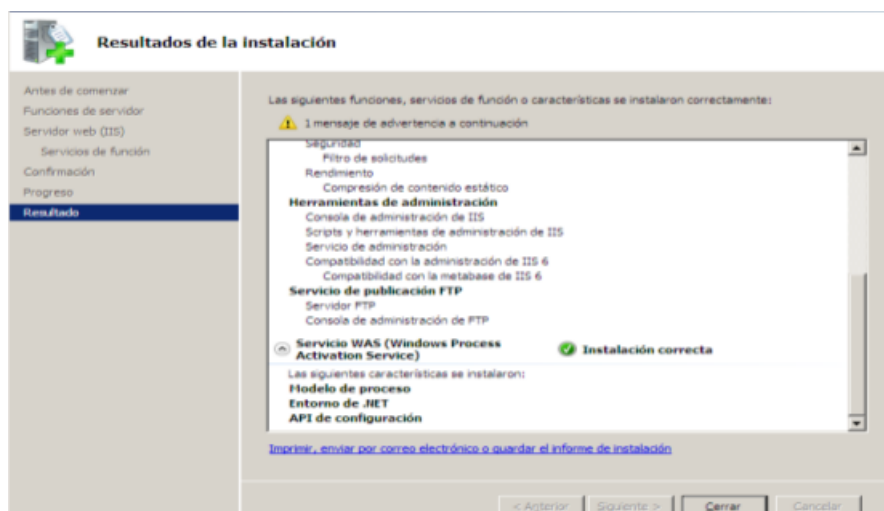 Resultados de la instalación
Antes de comenzar
Funciones de servidor
Servidor web (IIS)
Servicios de función
Confirmación
Progreso
Resultado
Las siguientes funciones, servicios de función o características se instalaron correctamente:
1 mensaje de advertencia a continuación
Seguridad
Filtro de solicitudes
Rendimiento
Compresión de contenido estático
Herramientas de administración
Consola de administración de IIS
Scripts y herramientas de administración de IIS
Servicio de administración
Compatibilidad con la administración de IIS 6
Compatibilidad con la metabase de IIS 6
Servicio de publicación FTP
Servidor FTP
Consola de administración de FTP
Servicio WAS (Windows Process
Activation Service)
Instalación correcta
Las siguientes características se instalaron:
Modelo de proceso
Entorno de .NET
API de configuración
Imprimir, enviar por correo electrónico o guardar el informe de instalación
< Anterior
Siguiente >
Cerrar
Cancelar